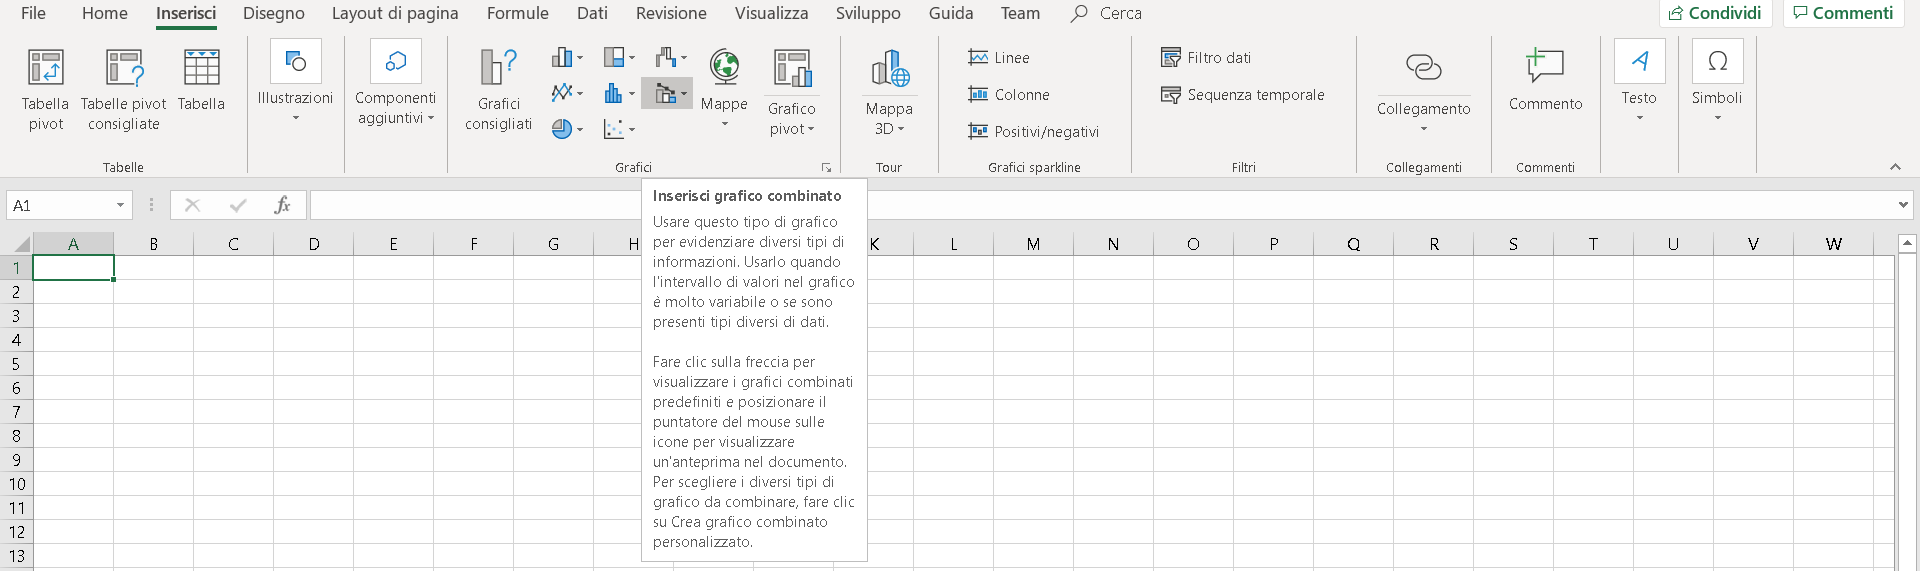 File Home Inserisci Disegno Layout di pagina Formule Dati Revisione Visualizza Sviluppo Guida Team Cerca Condividi Commenti
Tabella pivot
Tabelle pivot consigliate
Tabella
Tabelle
Illustrazioni
Componenti aggiuntivi
Grafici consigliati
Mappe
Grafico pivot
Grafici
Mappa 3D
Tour
Linee
Colonne
Positivi/negativi
Grafici sparkline
Filtro dati
Sequenza temporale
Filtri
Collegamento
Collegamenti
Commento
Commenti
Testo
Simboli
A1
fx
A B C D E F G H K L M N O P Q R S T U V W
1
2
3
4
5
6
7
8
9
10
11
12
13
Inserisci grafico combinato
Usare questo tipo di grafico
per evidenziare diversi tipi di
informazioni. Usarlo quando
l'intervallo di valori nel grafico
è molto variabile o se sono
presenti tipi diversi di dati.
Fare clic sulla freccia per
visualizzare i grafici combinati
predefiniti e posizionare il
puntatore del mouse sulle
icone per visualizzare
un'anteprima nel documento.
Per scegliere i diversi tipi di
grafico da combinare, fare clic
su Crea grafico combinato
personalizzato.